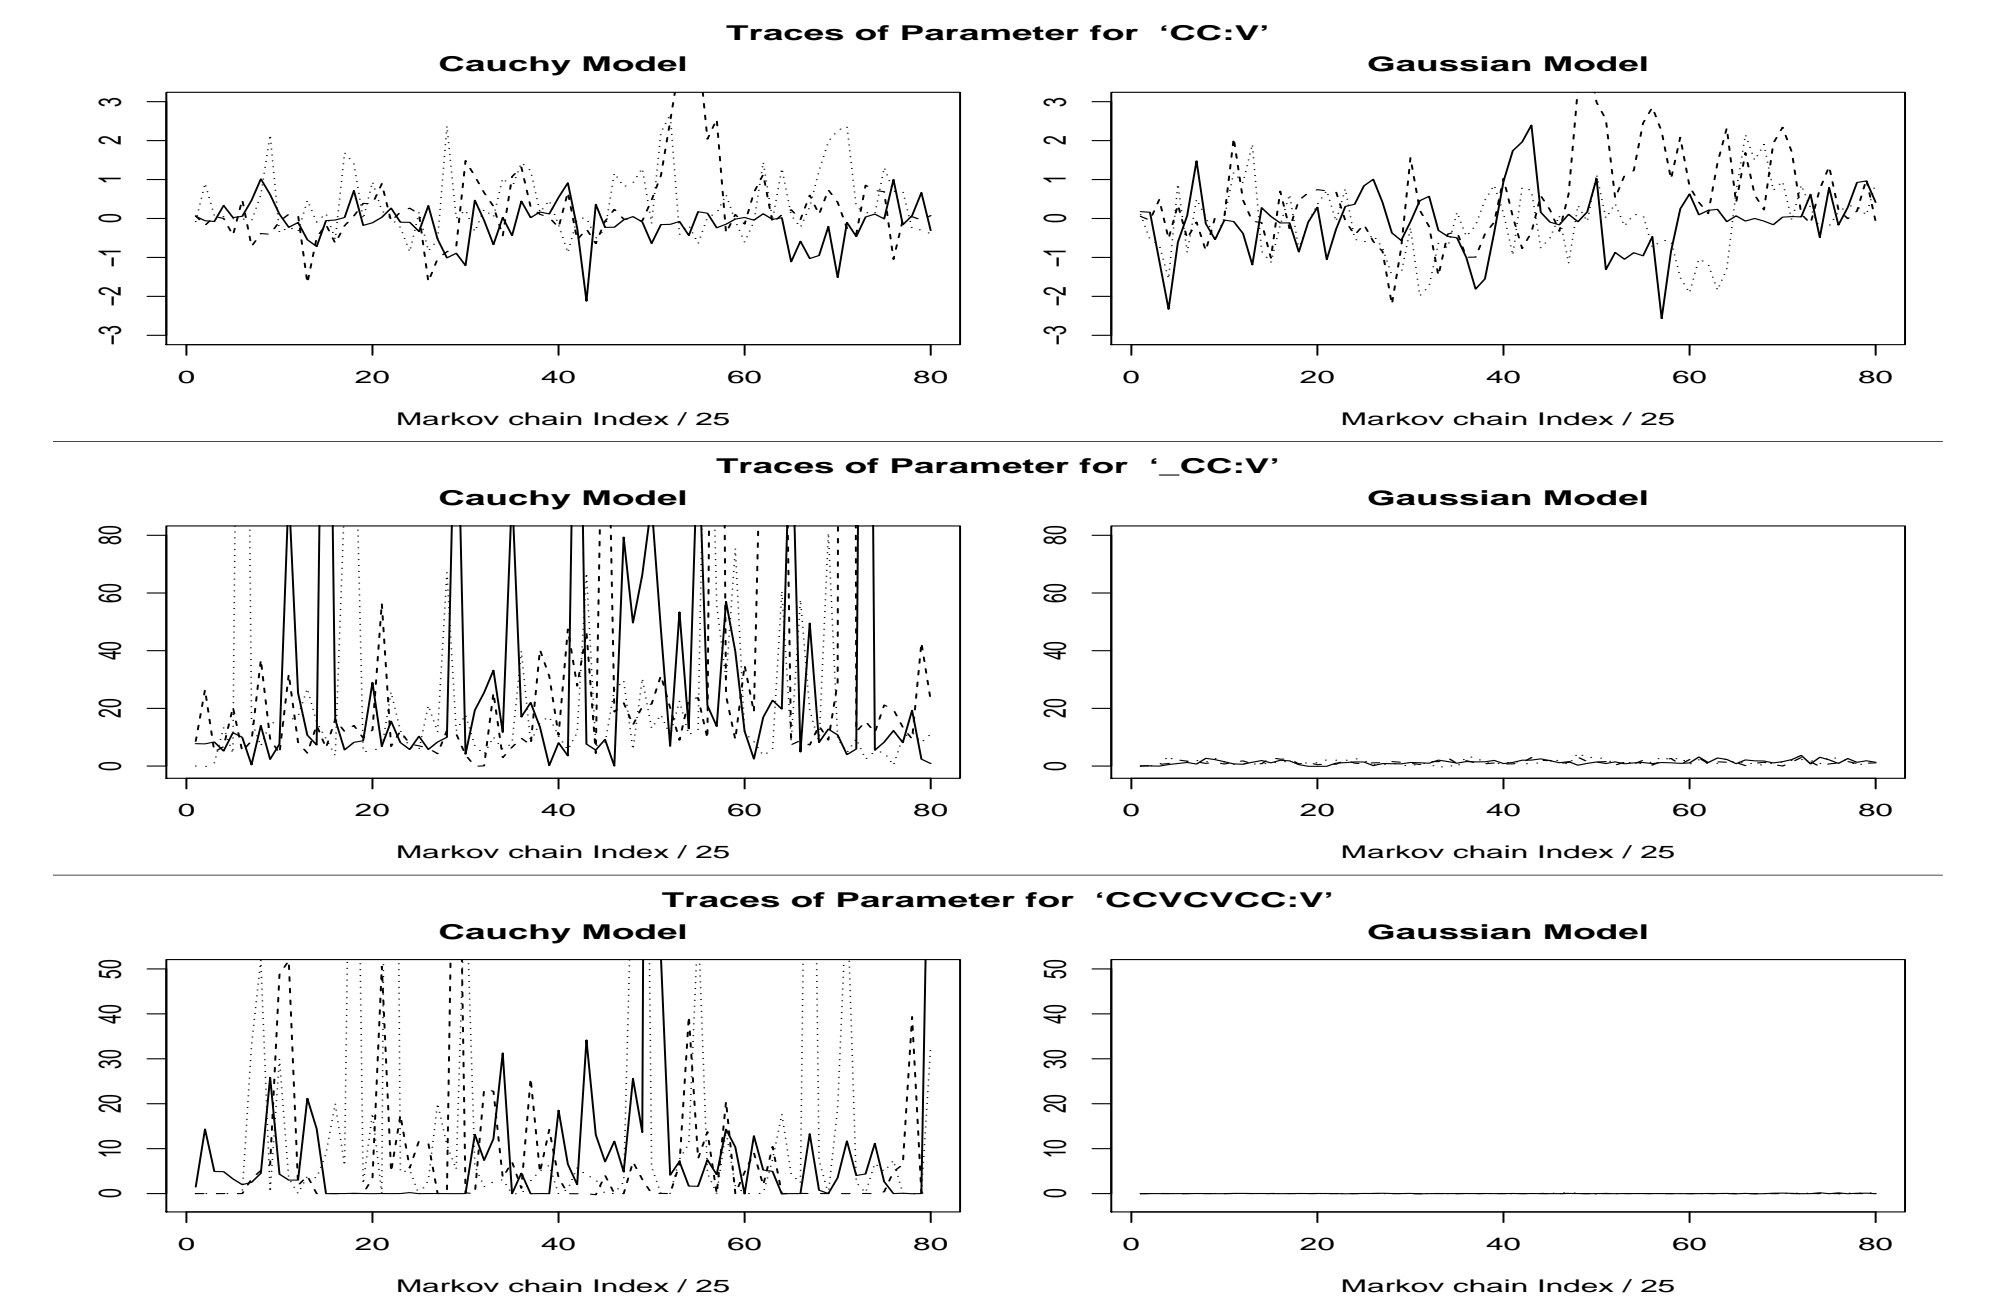 Traces of Parameter for ‘CC:V’
Cauchy Model
Gaussian Model
3
2
1
0
−1
−2
−3
0 20 40 60 80
Markov chain Index / 25
3
2
1
0
−1
−2
−3
0 20 40 60 80
Markov chain Index / 25
Traces of Parameter for ‘_CC:V’
Cauchy Model
Gaussian Model
80
60
40
20
0
0 20 40 60 80
Markov chain Index / 25
80
60
40
20
0
0 20 40 60 80
Markov chain Index / 25
Traces of Parameter for ‘CCVCVCC:V’
Cauchy Model
Gaussian Model
50
40
30
20
10
0
0 20 40 60 80
Markov chain Index / 25
50
40
30
20
10
0
0 20 40 60 80
Markov chain Index / 25